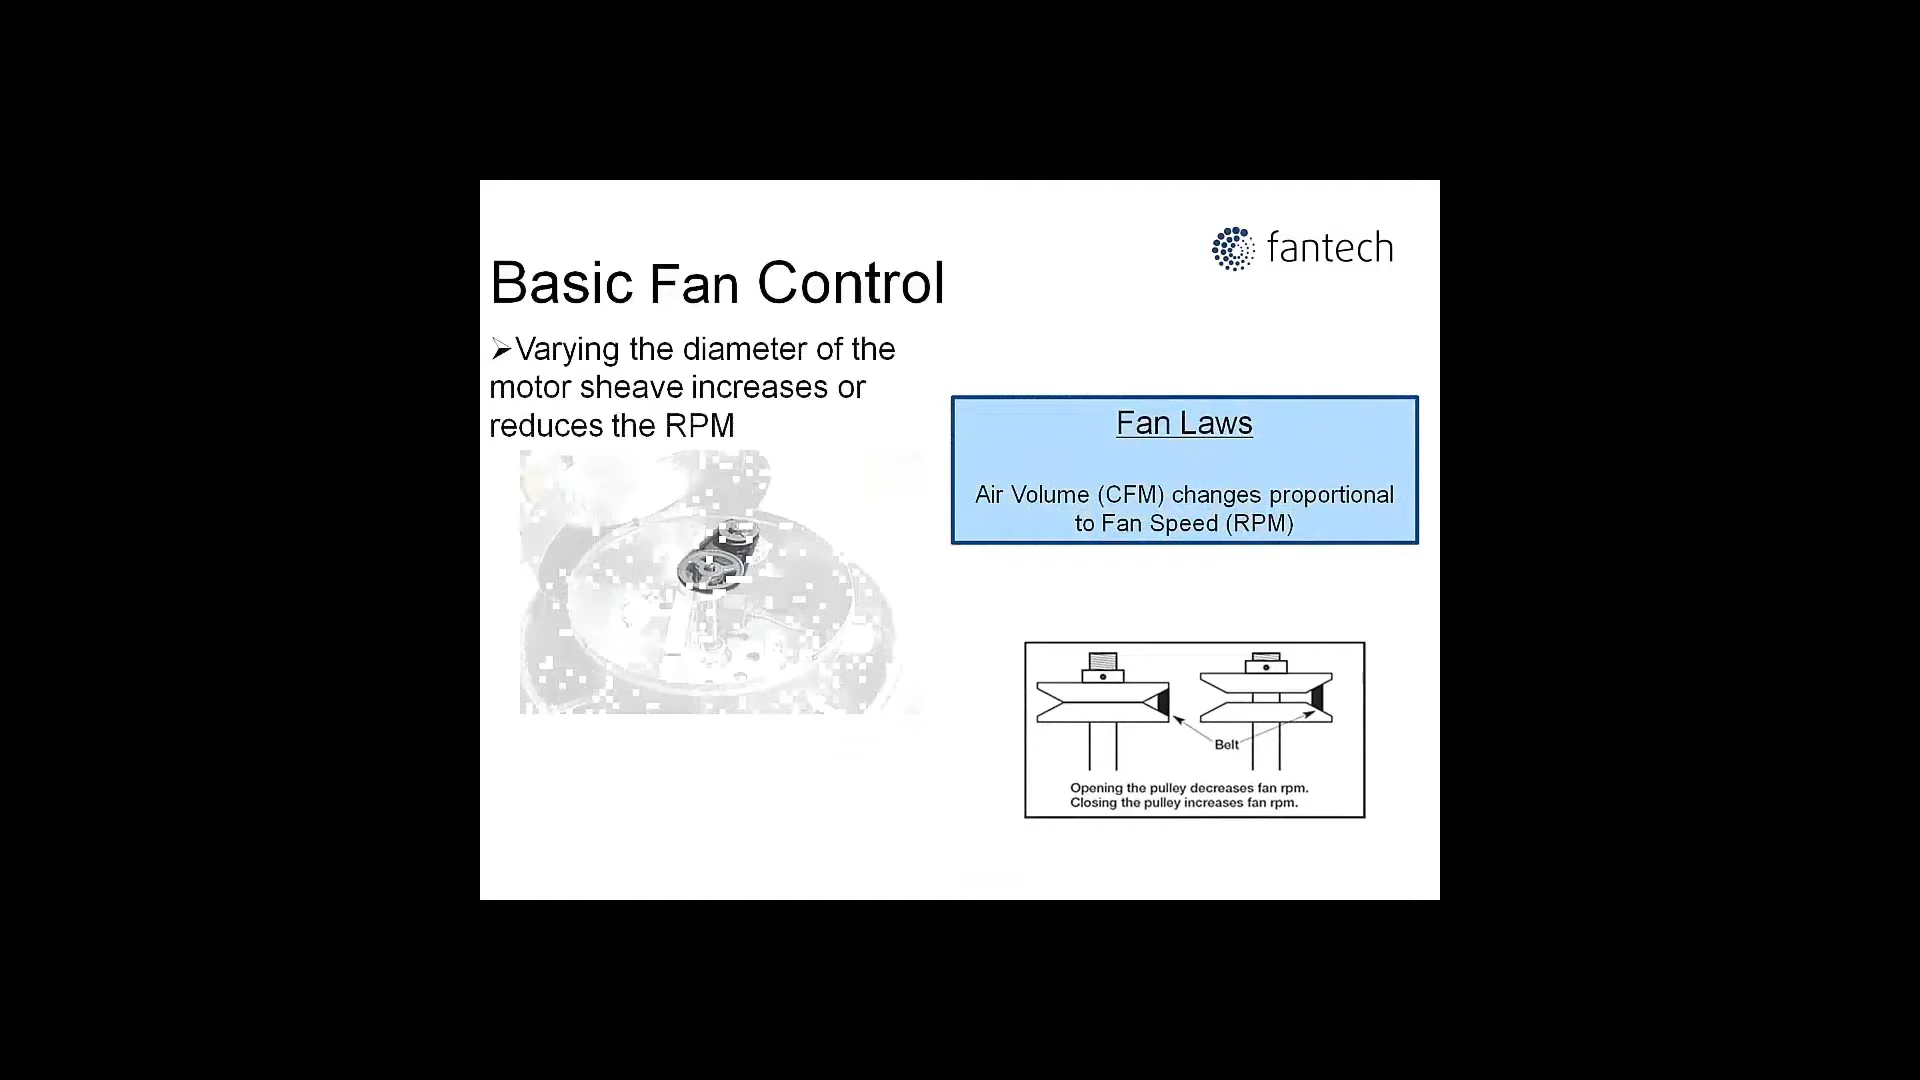 fantech
Basic Fan Control
➢Varying the diameter of the
motor sheave increases or
reduces the RPM
Fan Laws
Air Volume (CFM) changes proportional
to Fan Speed (RPM)
Belt
Opening the pulley decreases fan rpm.
Closing the pulley increases fan rpm.